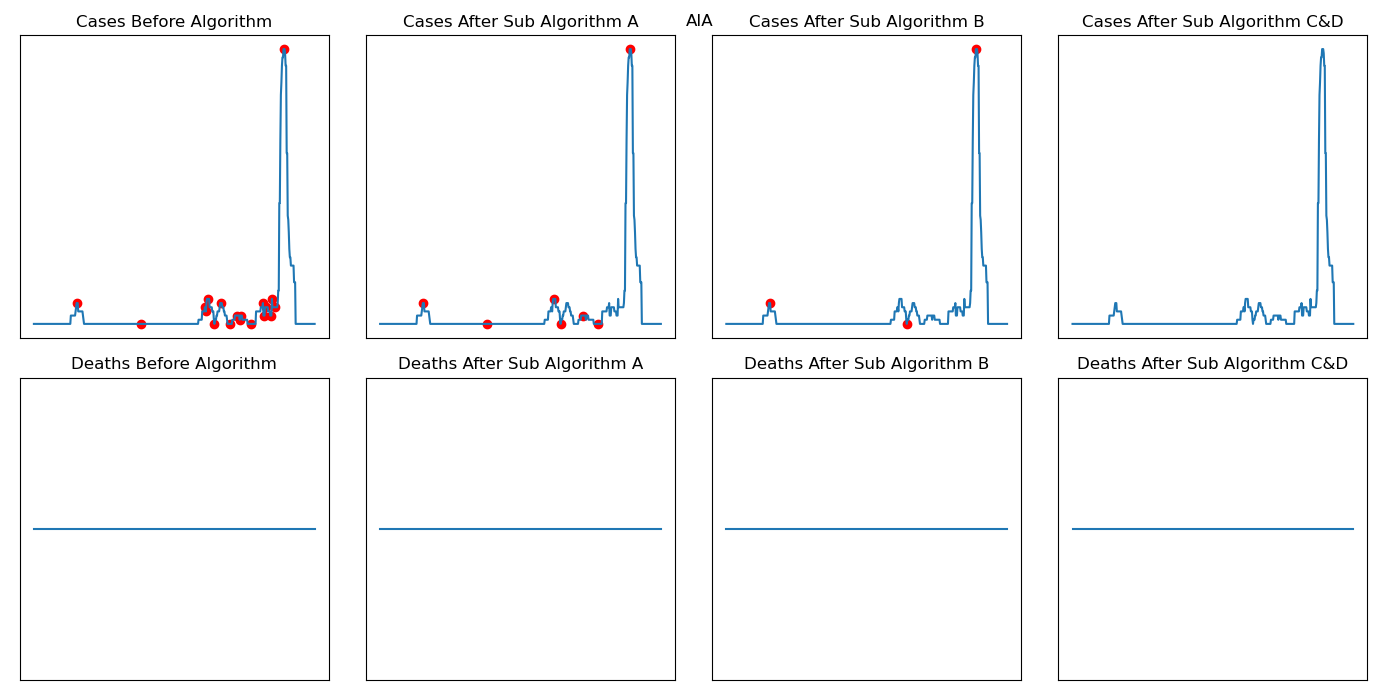 AIA
Cases Before Algorithm
Cases After Sub Algorithm A
Cases After Sub Algorithm B
Cases After Sub Algorithm C&D
Deaths Before Algorithm
Deaths After Sub Algorithm A
Deaths After Sub Algorithm B
Deaths After Sub Algorithm C&D